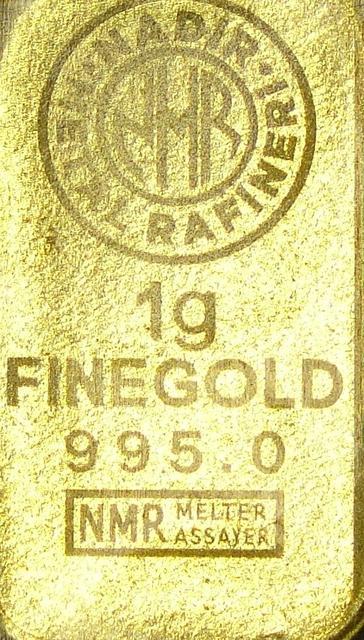 NADIR METAL RAFINERI
NMR
1g
FINEGOLD
995.0
NMR MELTER
ASSAYER